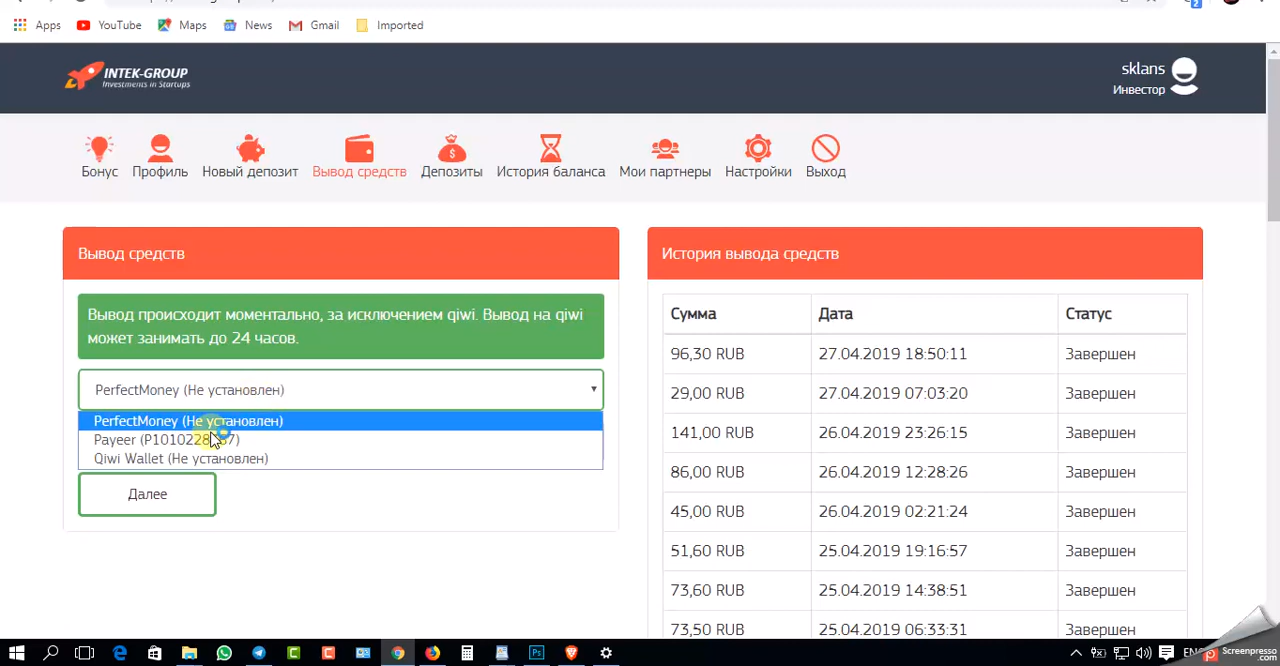 Apps YouTube Maps News Gmail Imported
INTEK-GROUP
Investments in Startups
sklans
Инвестор
Бонус Профиль Новый депозит Вывод средств Депозиты История баланса Мои партнеры Настройки Выход
Вывод средств
Вывод происходит моментально, за исключением qiwi. Вывод на qiwi
может занимать до 24 часов.
PerfectMoney (Не установлен)
PerfectMoney (Не установлен)
Qiwi Wallet (Не установлен)
Далее
История вывода средств
Сумма Дата Статус
96,30 RUB 27.04.2019 18:50:11 Завершен
29,00 RUB 27.04.2019 07:03:20 Завершен
141,00 RUB 26.04.2019 23:26:15 Завершен
86,00 RUB 26.04.2019 12:28:26 Завершен
45,00 RUB 26.04.2019 02:21:24 Завершен
51,60 RUB 25.04.2019 19:16:57 Завершен
73,60 RUB 25.04.2019 14:38:51 Завершен
73,50 RUB 25.04.2019 06:33:31 Завершен
Screenpresso
.com